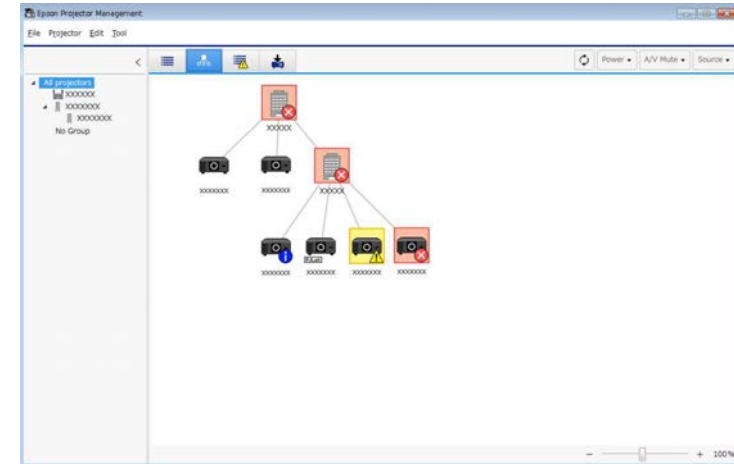 Epson Projector Management
File Projector Edit Tool
Power A/V Mute Source
All projectors
XXXXXX
XXXXXXX
XXXXXXX
No Group
XXXXX
XXXXXXX XXXXXXX XXXXX
PJLink
XXXXXXX XXXXXXX XXXXXXX XXXXXXX
- + 100%